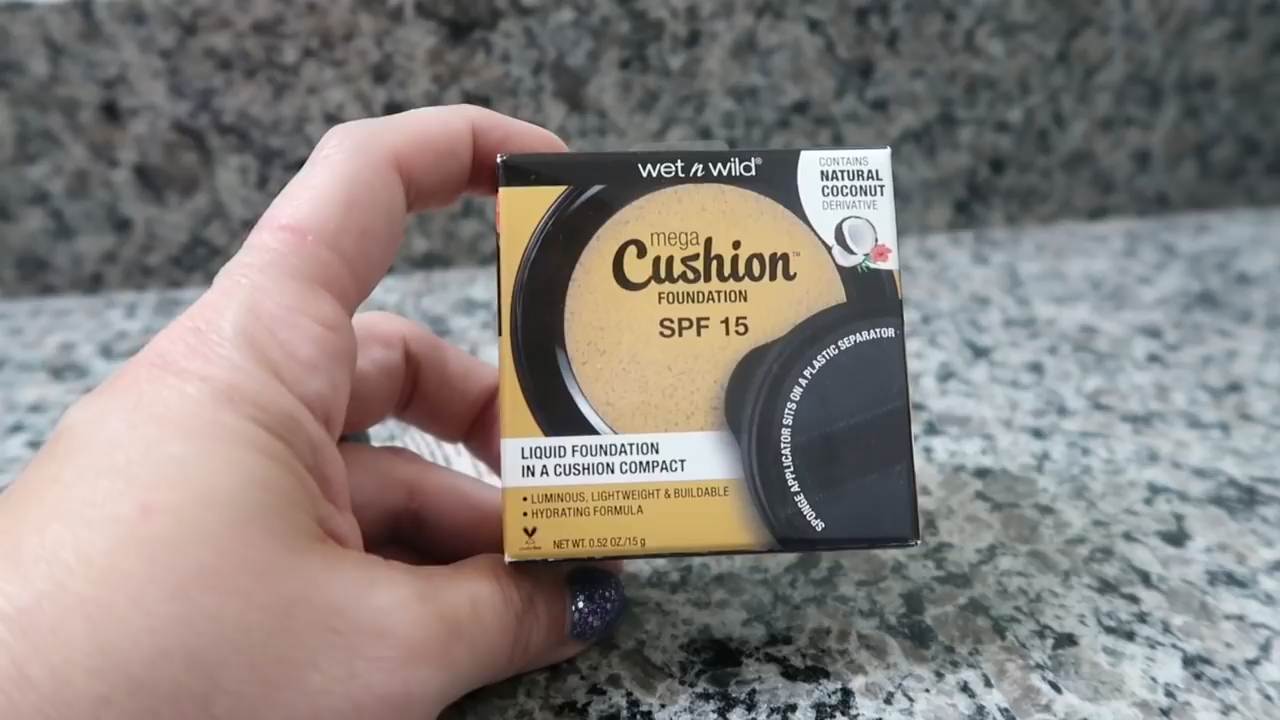 wet n wild®
CONTAINS
NATURAL
COCONUT
DERIVATIVE
mega
Cushion™
FOUNDATION
SPF 15
SPONGE APPLICATOR SITS ON A PLASTIC SEPARATOR
LIQUID FOUNDATION
IN A CUSHION COMPACT
• LUMINOUS, LIGHTWEIGHT & BUILDABLE
• HYDRATING FORMULA
NET WT. 0.52 OZ./15 g